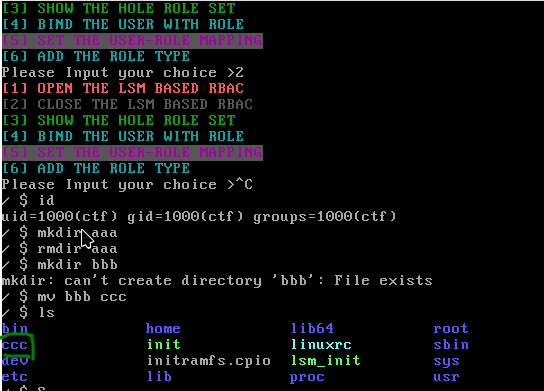 [3] SHOW THE HOLE ROLE SET
[4] BIND THE USER WITH ROLE
[5] SET THE USER-ROLE MAPPING
[6] ADD THE ROLE TYPE
Please Input your choice >2
[1] OPEN THE LSM BASED RBAC
[2] CLOSE THE LSM BASED RBAC
[3] SHOW THE HOLE ROLE SET
[4] BIND THE USER WITH ROLE
[5] SET THE USER-ROLE MAPPING
[6] ADD THE ROLE TYPE
Please Input your choice >^C
/ $ id
uid=1000(ctf) gid=1000(ctf) groups=1000(ctf)
/ $ mkdir aaa
/ $ rmdir aaa
/ $ mkdir bbb
mkdir: can't create directory 'bbb': File exists
/ $ mv bbb ccc
/ $ ls
bin home lib64 root
ccc init linuxrc sbin
dev initramfs.cpio lsm_init sys
etc lib proc usr
/ $